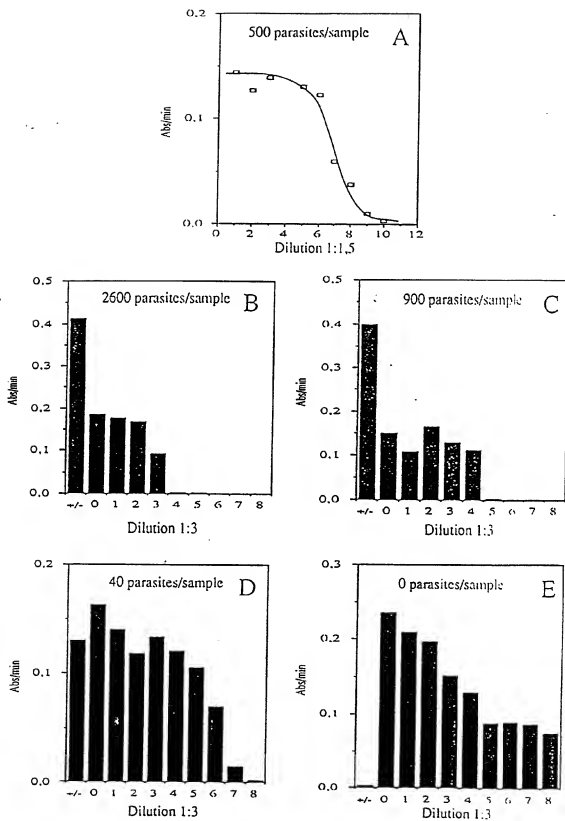 500 parasites/sample
A
0.2
0.1
0.0
Abs/min
0 2 4 6 8 10 12
Dilution 1:1,5
2600 parasites/sample
B
0.5
0.4
0.3
0.2
0.1
0.0
Abs/min
+/- 0 1 2 3 4 5 6 7 8
Dilution 1:3
900 parasites/sample
C
0.5
0.4
0.3
0.2
0.1
0.0
Abs/min
+/- 0 1 2 3 4 5 6 7 8
Dilution 1:3
40 parasites/sample
D
0.2
0.1
0.0
Abs/min
+/- 0 1 2 3 4 5 6 7 8
Dilution 1:3
0 parasites/sample
E
0.3
0.2
0.1
0.0
Abs/min
+/- 0 1 2 3 4 5 6 7 8
Dilution 1:3